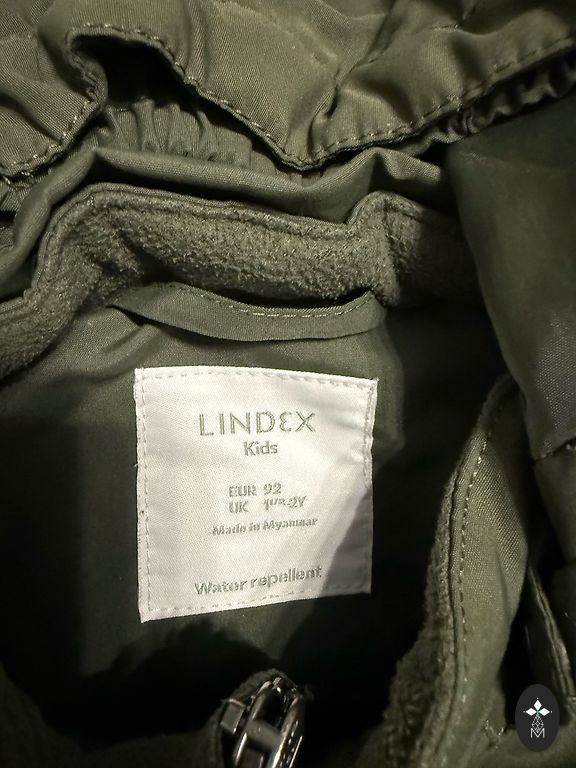 LINDEX
Kids
EUR 92
UK 1½-2Y
Made in Myanmar
Water repellent
M